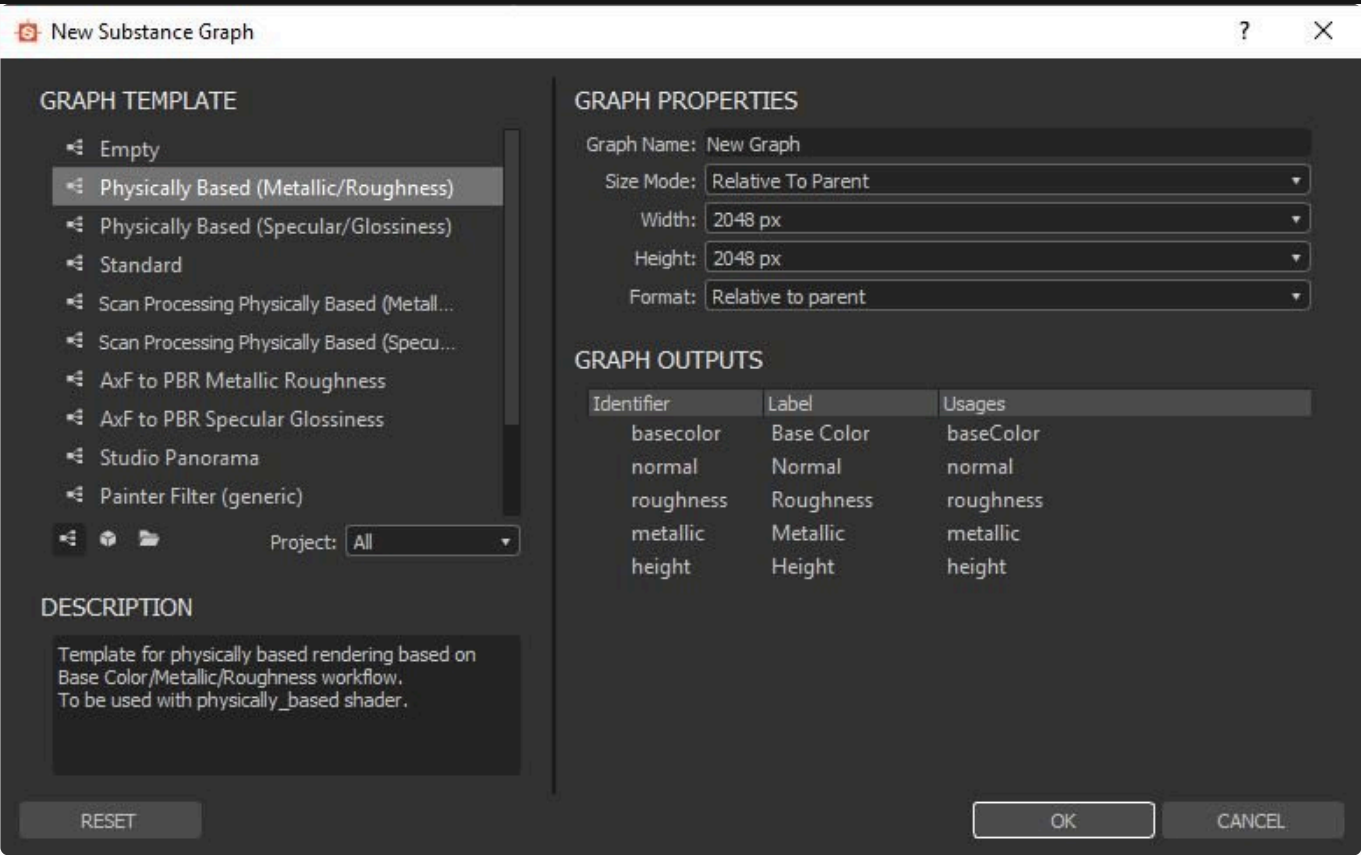 New Substance Graph
?
GRAPH TEMPLATE
Empty
Physically Based (Metallic/Roughness)
Physically Based (Specular/Glossiness)
Standard
Scan Processing Physically Based (Metall...
Scan Processing Physically Based (Specu...
AxF to PBR Metallic Roughness
AxF to PBR Specular Glossiness
Studio Panorama
Painter Filter (generic)
Project: All
DESCRIPTION
Template for physically based rendering based on
Base Color/Metallic/Roughness workflow.
To be used with physically_based shader.
RESET
GRAPH PROPERTIES
Graph Name: New Graph
Size Mode: Relative To Parent
Width: 2048 px
Height: 2048 px
Format: Relative to parent
GRAPH OUTPUTS
Identifier Label Usages
basecolor Base Color baseColor
normal Normal normal
roughness Roughness roughness
metallic Metallic metallic
height Height height
OK CANCEL